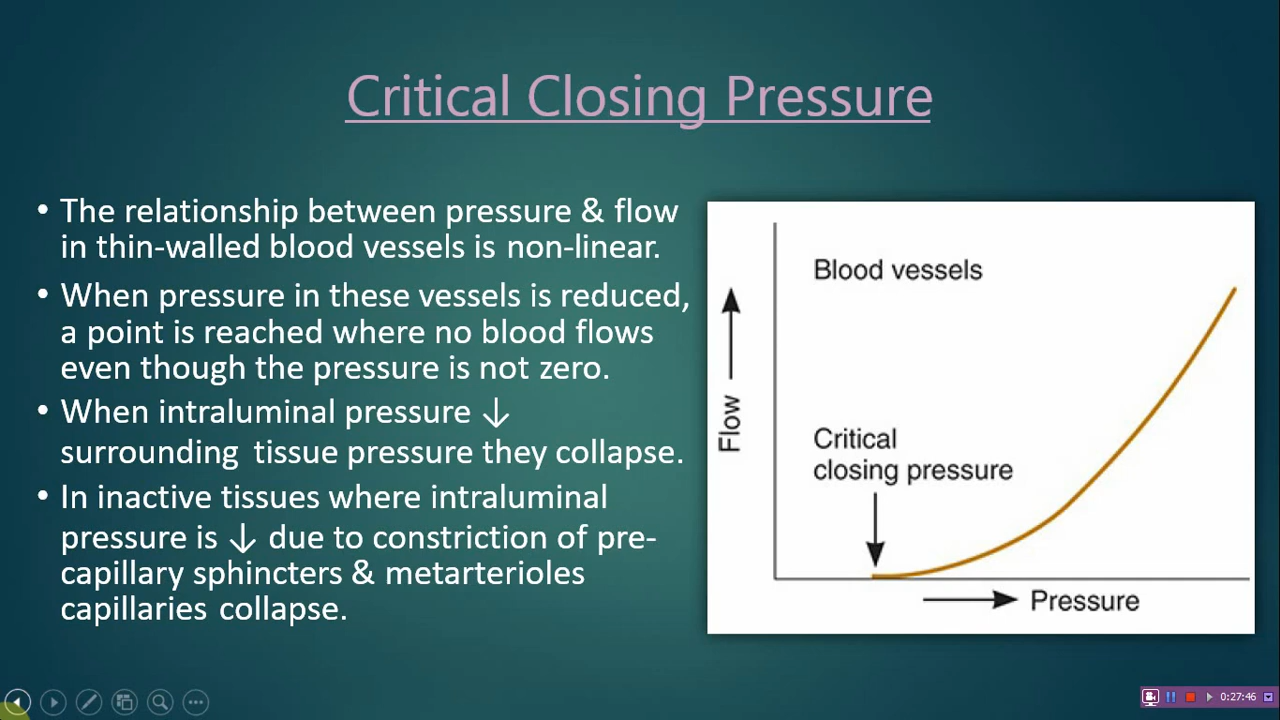 Critical Closing Pressure
• The relationship between pressure & flow
in thin-walled blood vessels is non-linear.
• When pressure in these vessels is reduced,
a point is reached where no blood flows
even though the pressure is not zero.
• When intraluminal pressure ↓
surrounding tissue pressure they collapse.
• In inactive tissues where intraluminal
pressure is ↓ due to constriction of pre-
capillary sphincters & metarterioles
capillaries collapse.
Blood vessels
Flow
Critical
closing pressure
Pressure
0:27:46